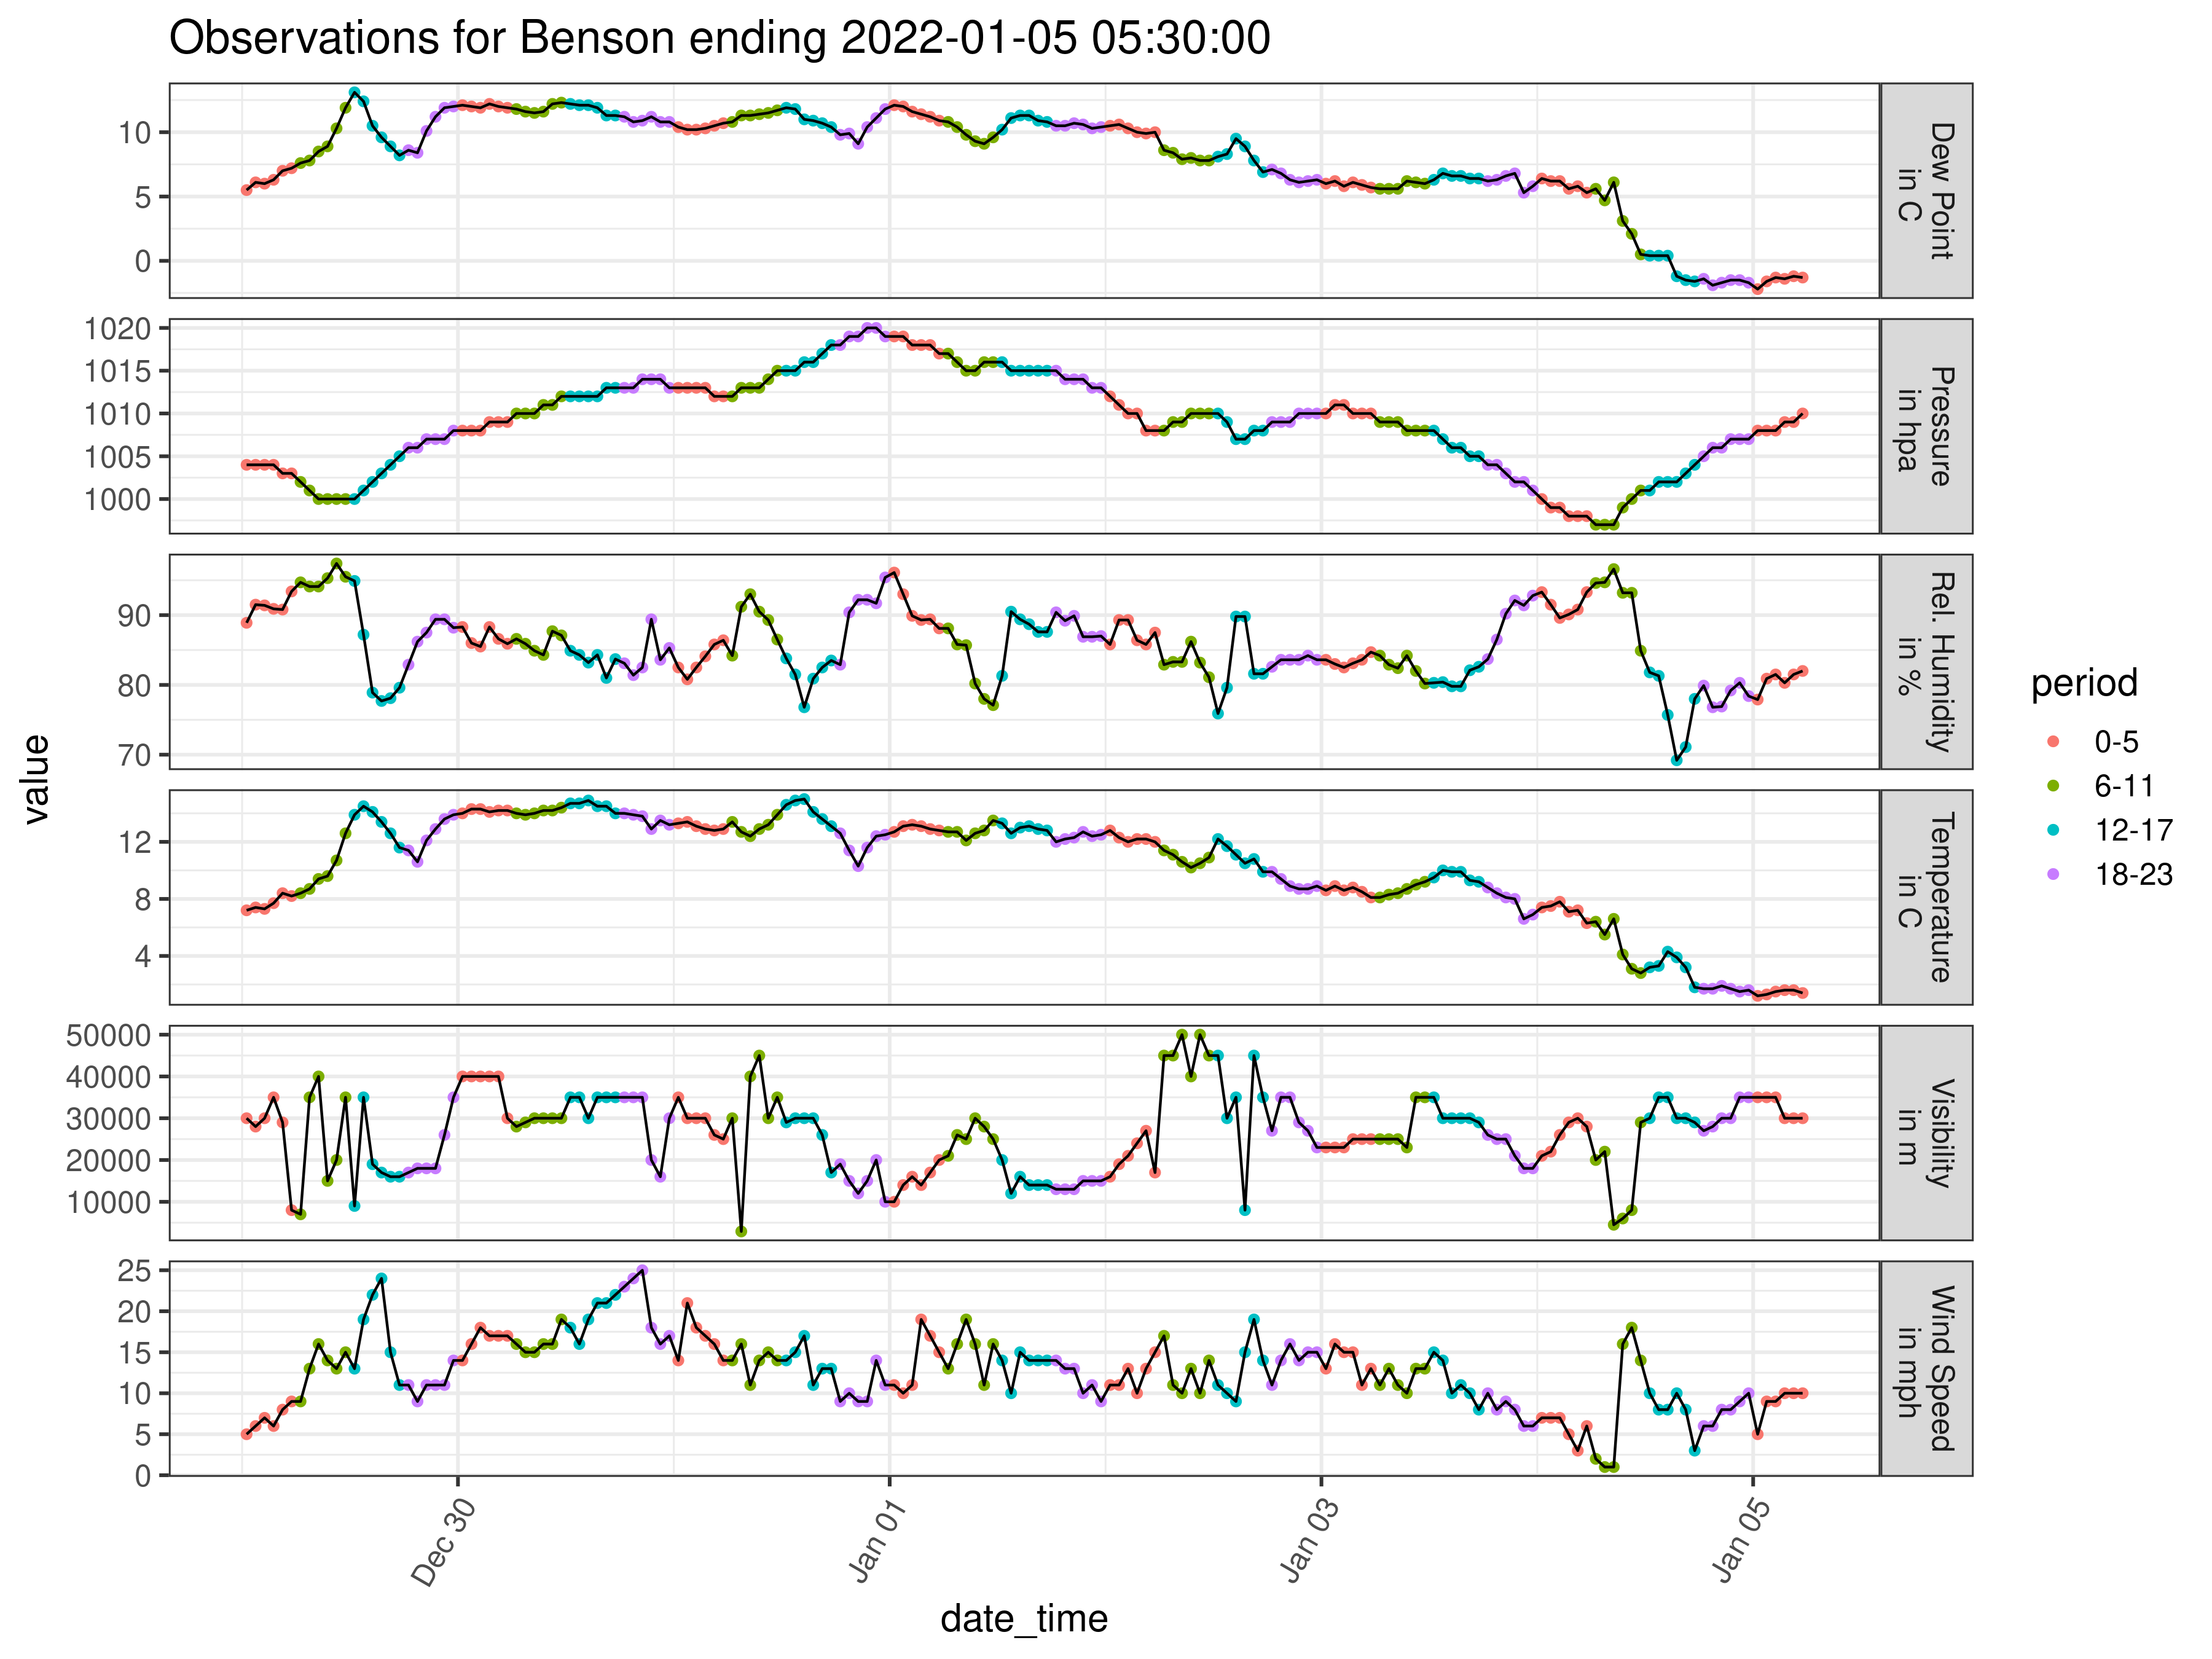 Observations for Benson ending 2022-01-05 05:30:00
10
5
0
Dew Point
in C
1020
1015
1010
1005
1000
Pressure
in hpa
90
80
70
Rel. Humidity
in %
12
8
4
Temperature
in C
50000
40000
30000
20000
10000
Visibility
in m
25
20
15
10
5
0
Wind Speed
in mph
value
Dec 30
Jan 01
Jan 03
Jan 05
date_time
period
0-5
6-11
12-17
18-23